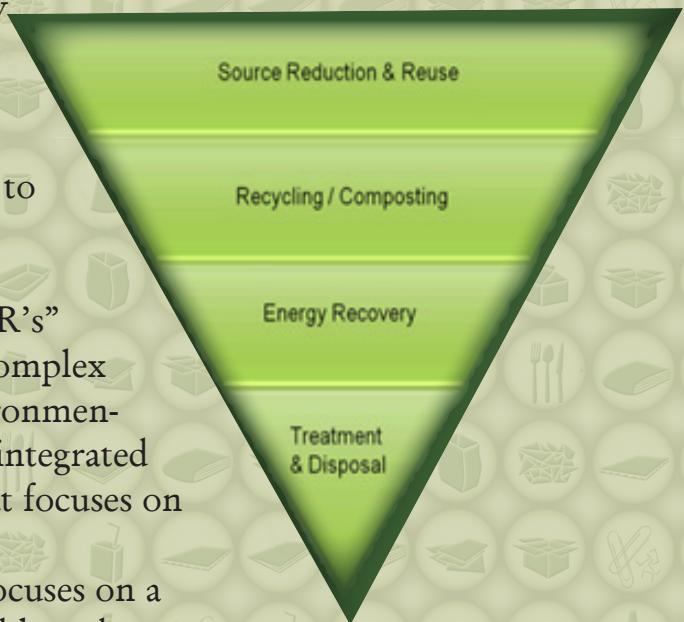 to
R’s”
omplex
ronmen-
integrated
t focuses on
ocuses on a
Source Reduction & Reuse
Recycling / Composting
Energy Recovery
Treatment
& Disposal